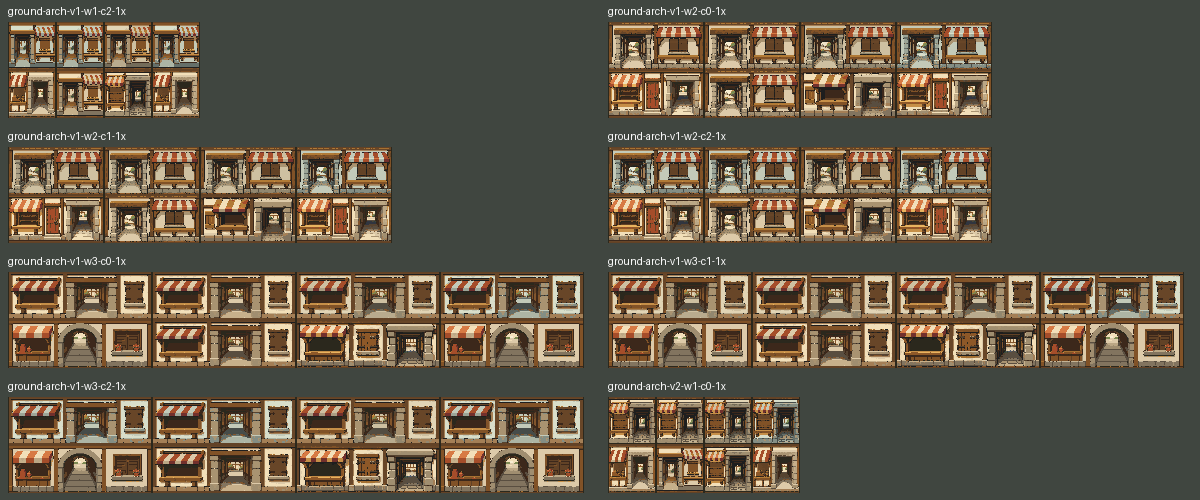 ground-arch-v1-w1-c2-1x
ground-arch-v1-w2-c0-1x
ground-arch-v1-w2-c1-1x
ground-arch-v1-w2-c2-1x
ground-arch-v1-w3-c0-1x
ground-arch-v1-w3-c1-1x
ground-arch-v1-w3-c2-1x
ground-arch-v2-w1-c0-1x